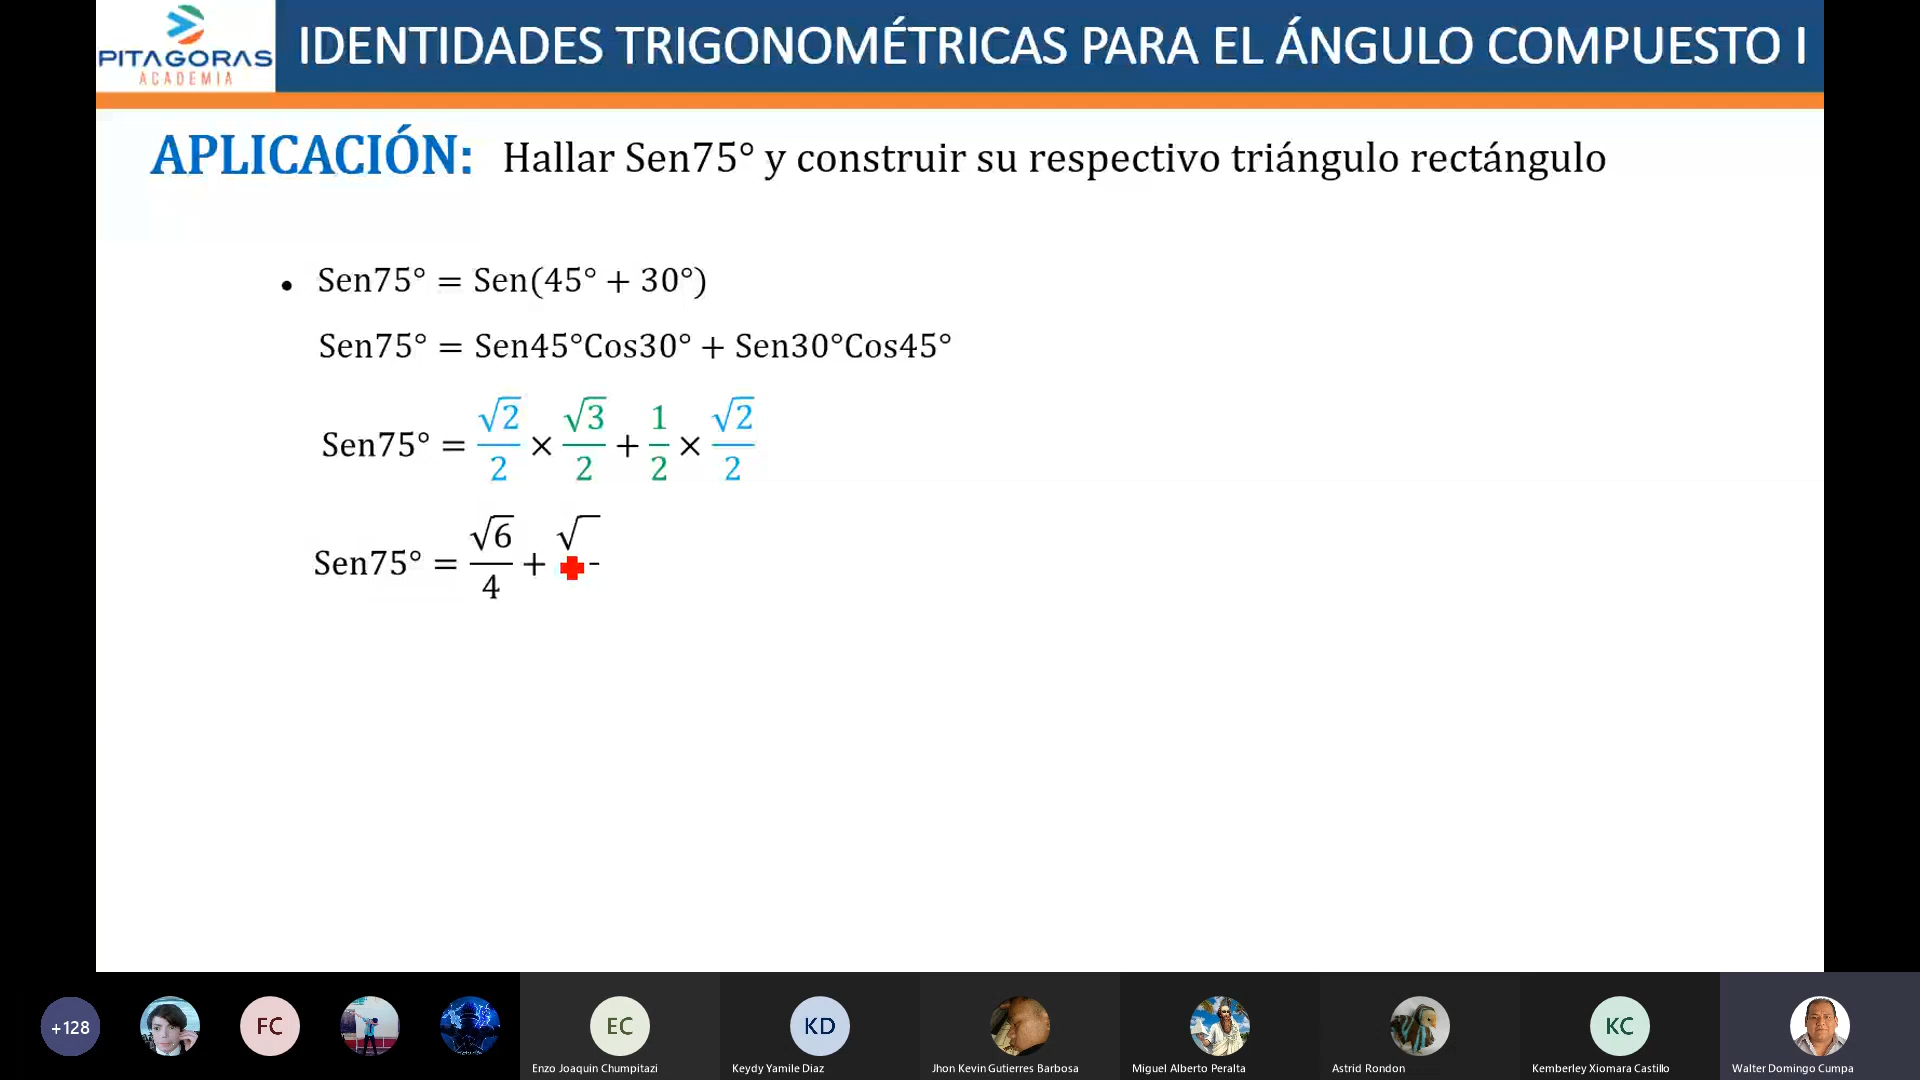 PITAGORAS
ACADEMIA
IDENTIDADES TRIGONOMÉTRICAS PARA EL ÁNGULO COMPUESTO I
APLICACIÓN: Hallar Sen75° y construir su respectivo triángulo rectángulo
• Sen75° = Sen(45° + 30°)
Sen75° = Sen45°Cos30° + Sen30°Cos45°
Sen75° = √2/2 × √3/2 + 1/2 × √2/2
Sen75° = √6/4 + √
+128
FC
EC
KD
KC
Enzo Joaquin Chumpitazi
Keydy Yamile Diaz
Jhon Kevin Gutierres Barbosa
Miguel Alberto Peralta
Astrid Rondon
Kemberley Xiomara Castillo
Walter Domingo Cumpa